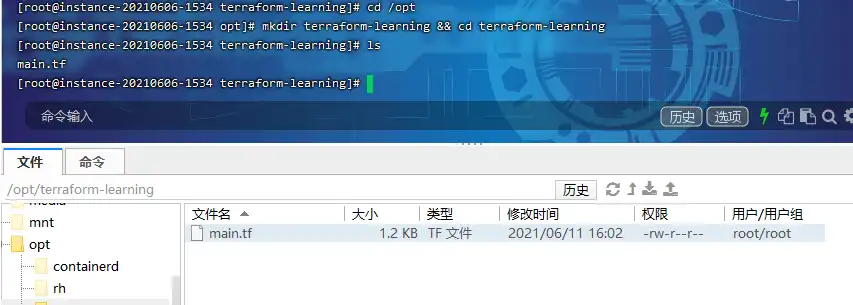 [root@instance-20210606-1534 terraform-learning]# cd /opt
[root@instance-20210606-1534 opt]# mkdir terraform-learning && cd terraform-learning
[root@instance-20210606-1534 terraform-learning]# ls
main.tf
[root@instance-20210606-1534 terraform-learning]#
命令输入 历史 选项
文件 命令
/opt/terraform-learning 历史
media
文件名 大小 类型 修改时间 权限 用户/用户组
mnt
main.tf 1.2 KB TF 文件 2021/06/11 16:02 -rw-r--r-- root/root
opt
containerd
rh